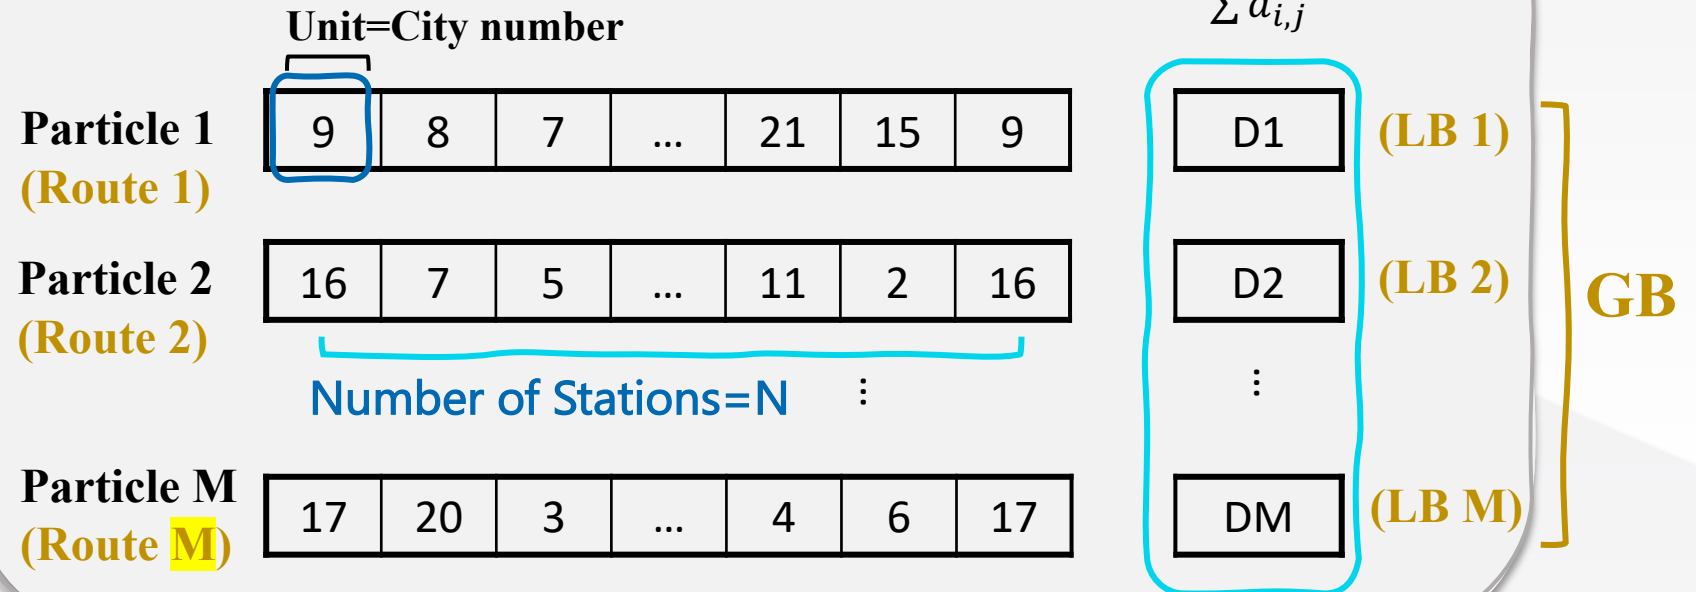 Unit=City number
∑ d_{i,j}
Particle 1
(Route 1)
9 8 7 ... 21 15 9
D1
(LB 1)
Particle 2
(Route 2)
16 7 5 ... 11 2 16
D2
(LB 2)
GB
Number of Stations=N
⋮
⋮
Particle M
(Route M)
17 20 3 ... 4 6 17
DM
(LB M)